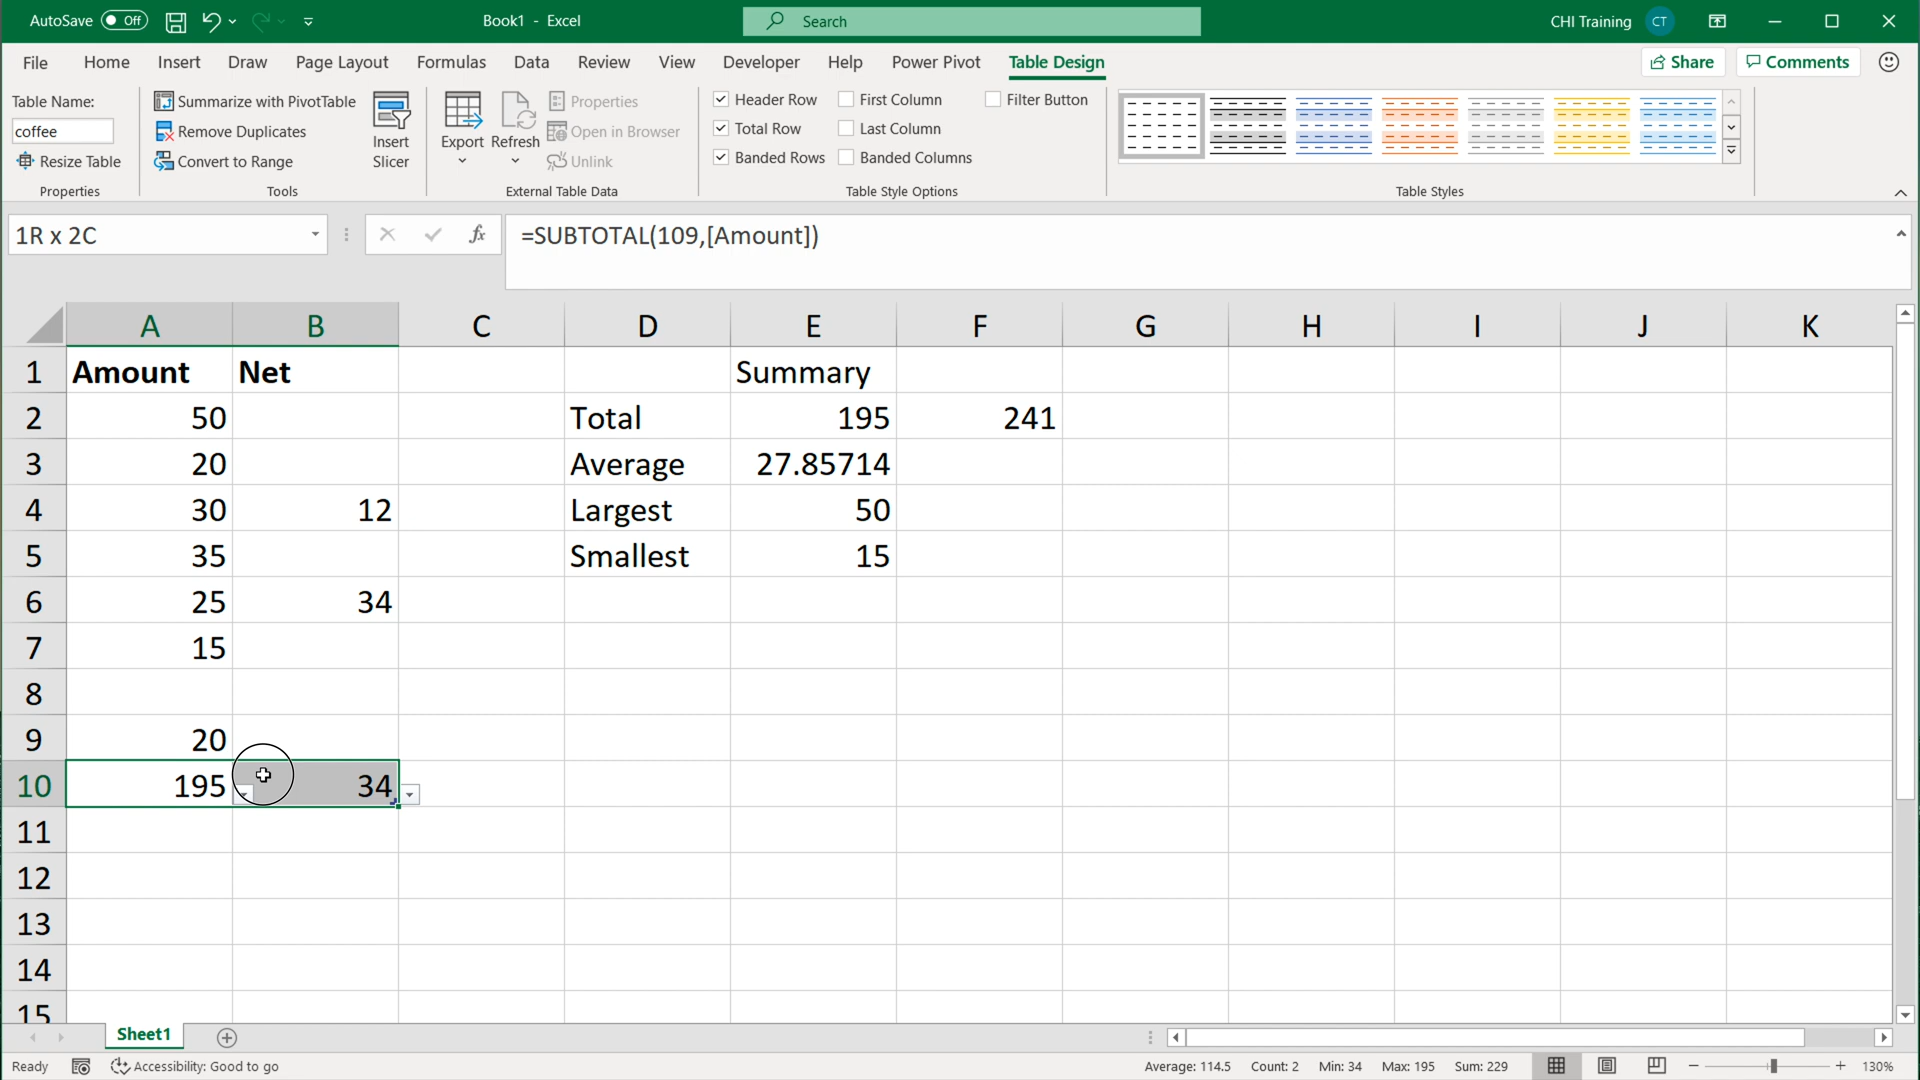 AutoSave Off Book1 - Excel Search CHI Training CT
File Home Insert Draw Page Layout Formulas Data Review View Developer Help Power Pivot Table Design Share Comments
Table Name:
coffee
Resize Table
Properties
Summarize with PivotTable
Remove Duplicates
Convert to Range
Tools
Insert
Slicer
Export Refresh
Properties
Open in Browser
Unlink
External Table Data
Header Row First Column Filter Button
Total Row Last Column
Banded Rows Banded Columns
Table Style Options
Table Styles
1R x 2C fx =SUBTOTAL(109,[Amount])
A B C D E F G H I J K
1 Amount Net Summary
2 50 Total 195 241
3 20 Average 27.85714
4 30 12 Largest 50
5 35 Smallest 15
6 25 34
7 15
8
9 20
10 195 34
11
12
13
14
15
Sheet1
Ready Accessibility: Good to go Average: 114.5 Count: 2 Min: 34 Max: 195 Sum: 229 130%